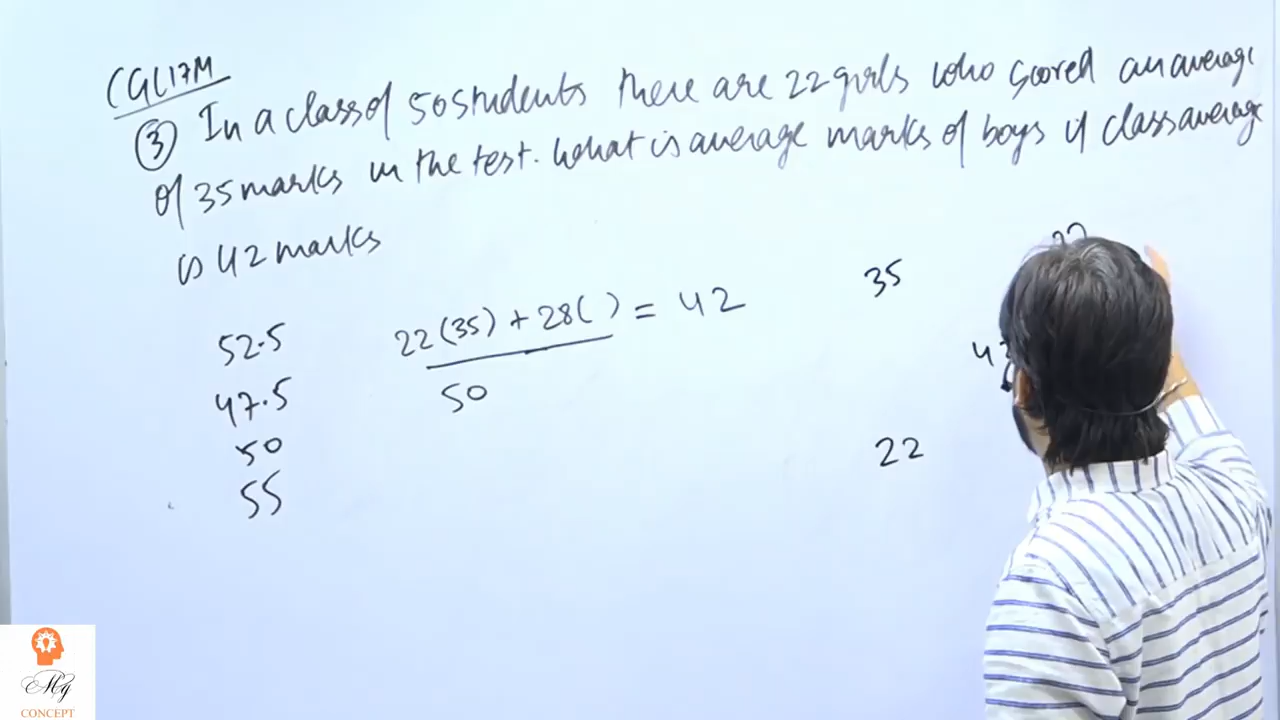 CGL17M
③ In a class of 50 students there are 22 girls who scored an average
of 35 marks in the test. What is average marks of boys if class average
is 42 marks
52.5
47.5
50
55
22(35) + 28( ) = 42
50
35
22
My
CONCEPT